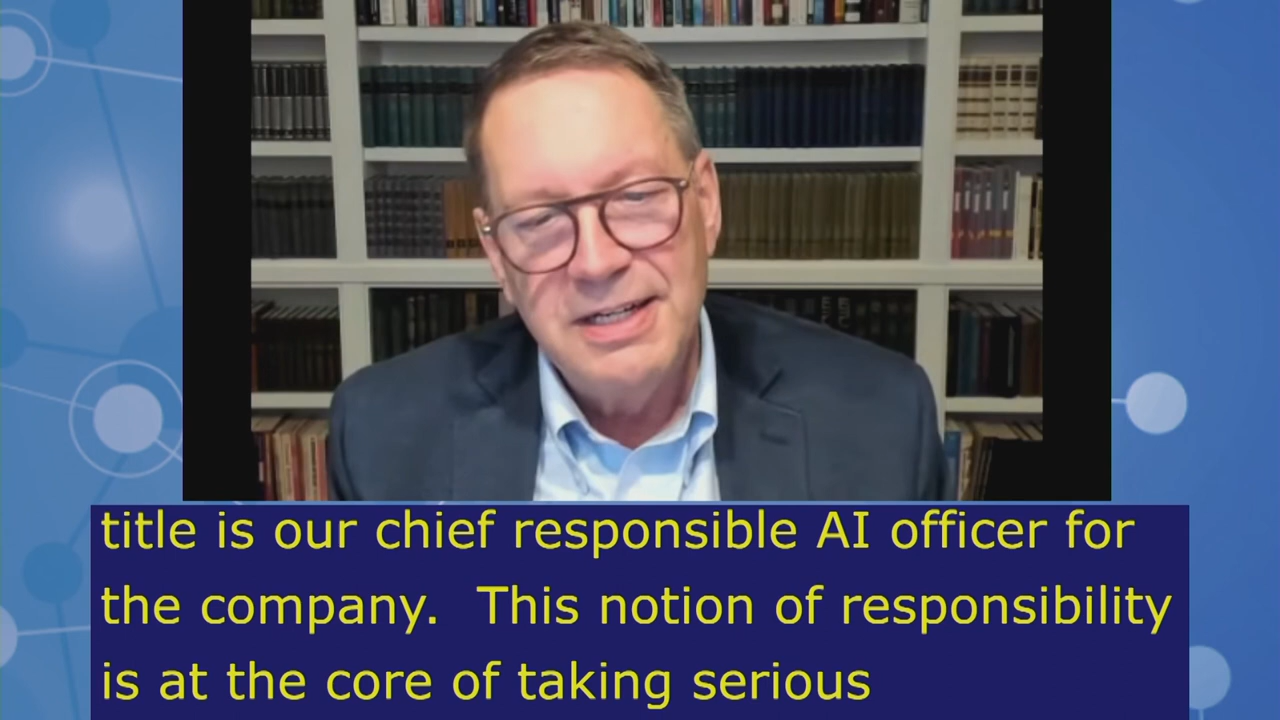 title is our chief responsible AI officer for
the company.  This notion of responsibility
is at the core of taking serious